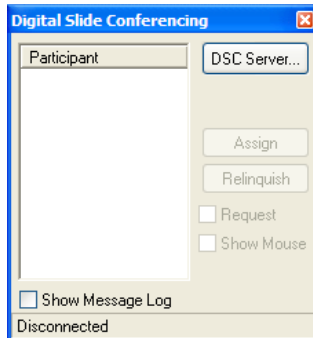 Digital Slide Conferencing
Participant
DSC Server...
Assign
Relinquish
Request
Show Mouse
Show Message Log
Disconnected